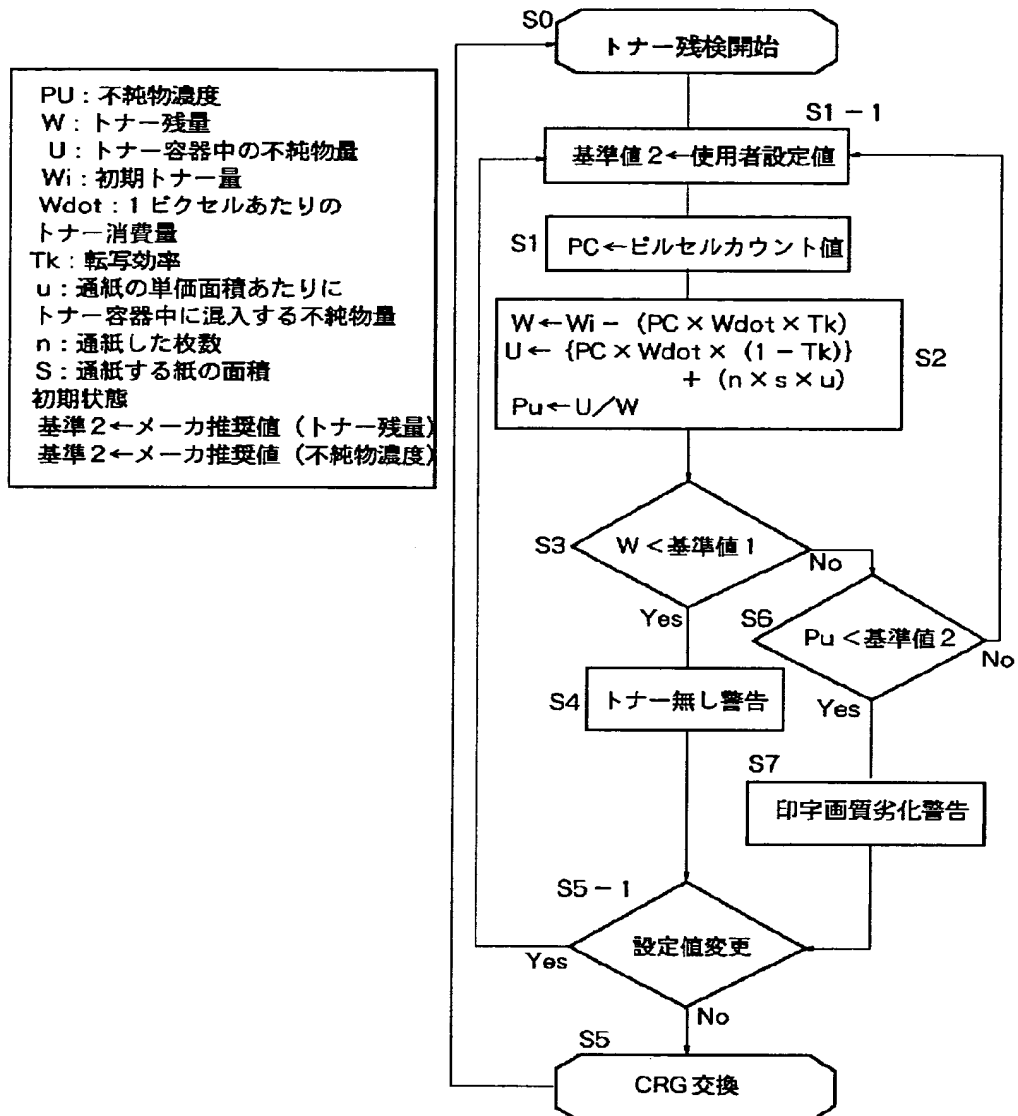 PU：不純物濃度
W：トナー残量
U：トナー容器中の不純物量
Wi：初期トナー量
Wdot：1ピクセルあたりの
トナー消費量
Tk：転写効率
u：通紙の単価面積あたりに
トナー容器中に混入する不純物量
n：通紙した枚数
S：通紙する紙の面積
初期状態
基準2←メーカ推奨値（トナー残量）
基準2←メーカ推奨値（不純物濃度）
S0
トナー残検開始
S1－1
基準値2←使用者設定値
S1
PC←ピルセルカウント値
W←Wi－（PC×Wdot×Tk）
U←｛PC×Wdot×（1－Tk）｝
＋（n×s×u）
Pu←U／W
S2
S3
W＜基準値1
No
Yes
S6
Pu＜基準値2
No
Yes
S4
トナー無し警告
S7
印字画質劣化警告
S5－1
設定値変更
Yes
No
S5
CRG交換